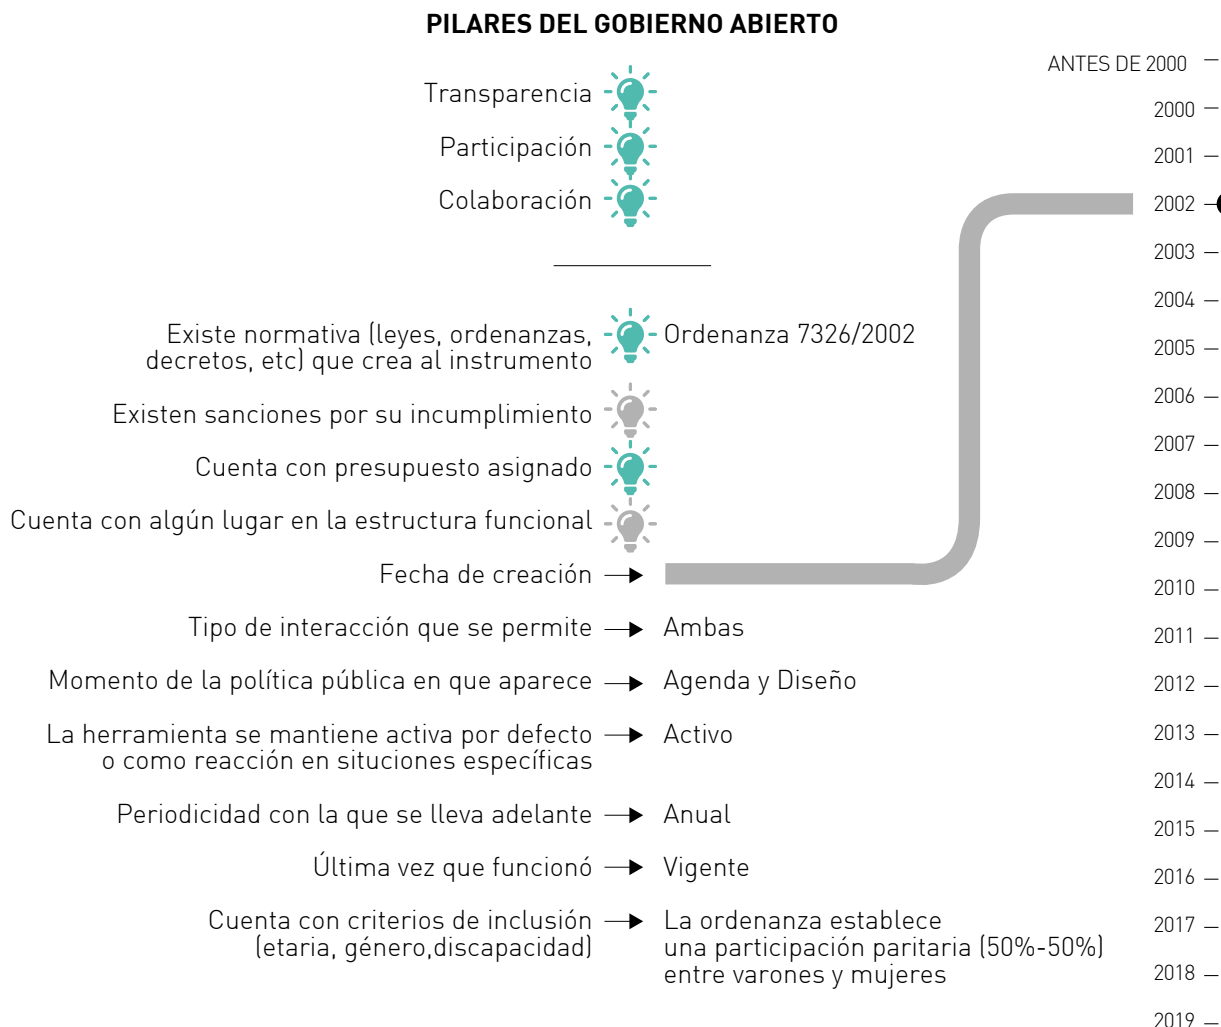 PILARES DEL GOBIERNO ABIERTO
Transparencia
Participación
Colaboración
Existe normativa (leyes, ordenanzas,
decretos, etc) que crea al instrumento
Ordenanza 7326/2002
Existen sanciones por su incumplimiento
Cuenta con presupuesto asignado
Cuenta con algún lugar en la estructura funcional
Fecha de creación
Tipo de interacción que se permite
Ambas
Momento de la política pública en que aparece
Agenda y Diseño
La herramienta se mantiene activa por defecto
o como reacción en situciones específicas
Activo
Periodicidad con la que se lleva adelante
Anual
Última vez que funcionó
Vigente
Cuenta con criterios de inclusión
(etaria, género,discapacidad)
La ordenanza establece
una participación paritaria (50%-50%)
entre varones y mujeres
ANTES DE 2000
2000
2001
2002
2003
2004
2005
2006
2007
2008
2009
2010
2011
2012
2013
2014
2015
2016
2017
2018
2019